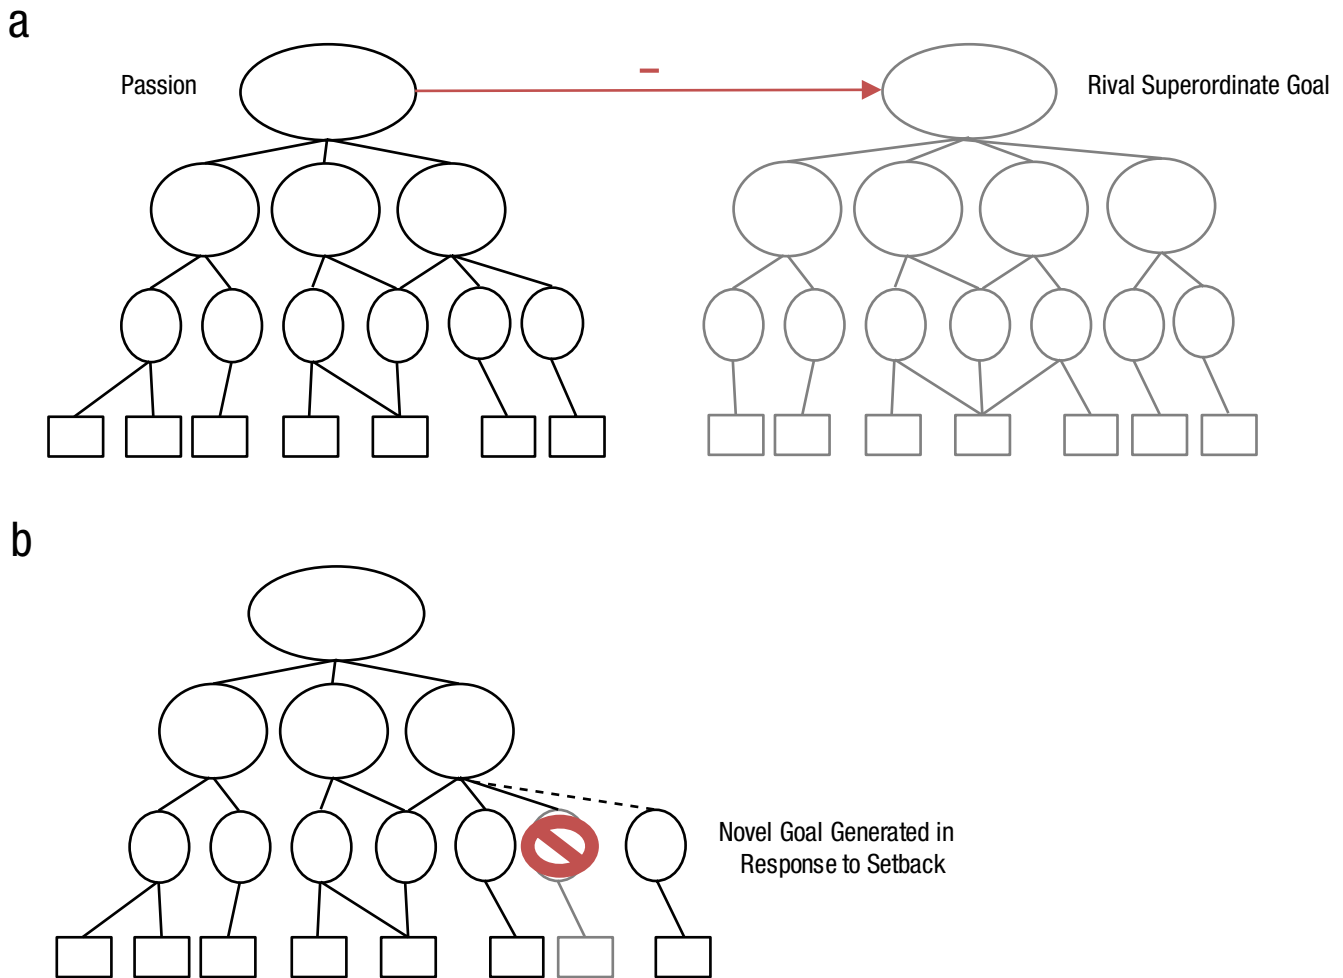 a
Passion
–
Rival Superordinate Goal
b
Novel Goal Generated in
Response to Setback